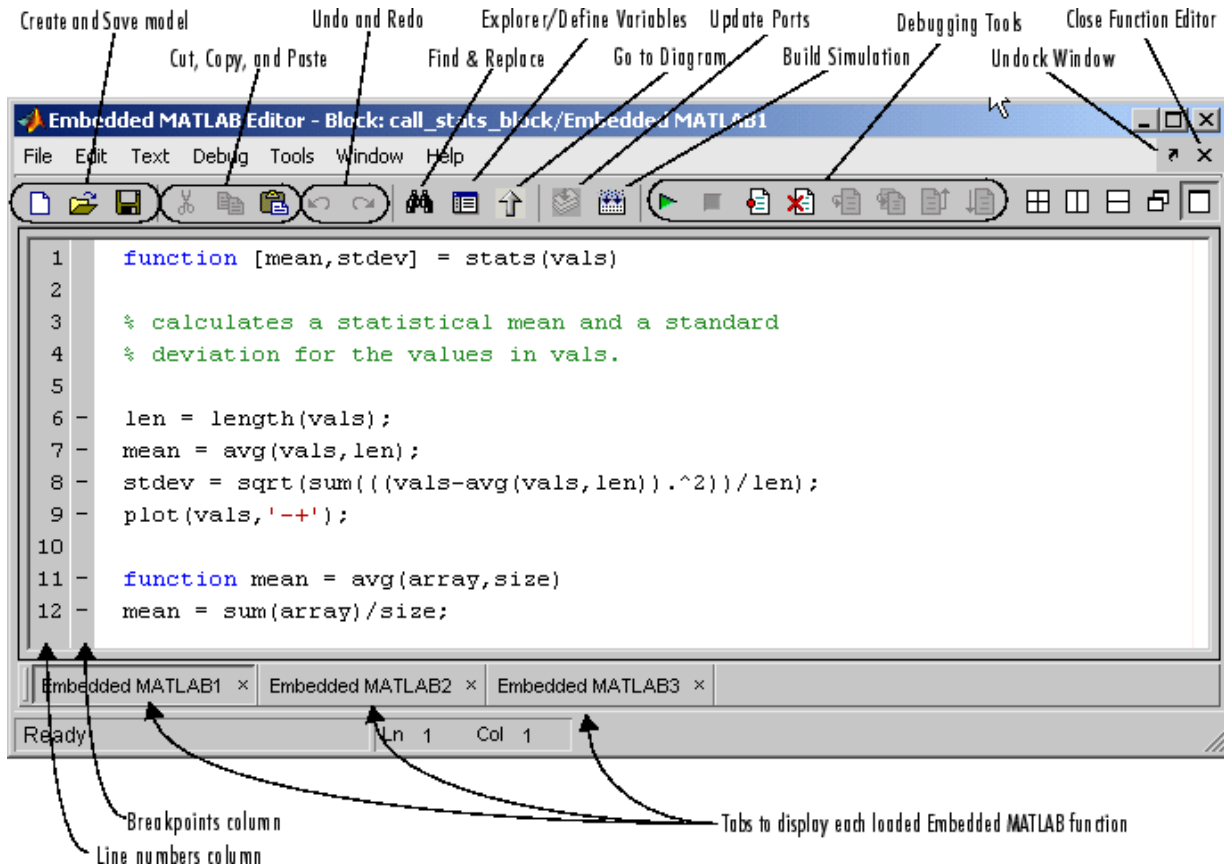 Create and Save model
Undo and Redo
Explorer/Define Variables
Update Ports
Debugging Tools
Close Function Editor
Cut, Copy, and Paste
Find & Replace
Go to Diagram
Build Simulation
Undock Window
Embedded MATLAB Editor - Block: call_stats_block/Embedded MATLAB1
File Edit Text Debug Tools Window Help
1 function [mean,stdev] = stats(vals)
2
3 % calculates a statistical mean and a standard
4 % deviation for the values in vals.
5
6 - len = length(vals);
7 - mean = avg(vals,len);
8 - stdev = sqrt(sum(((vals-avg(vals,len)).^2))/len);
9 - plot(vals,'-+');
10
11 - function mean = avg(array,size)
12 - mean = sum(array)/size;
Embedded MATLAB1 × Embedded MATLAB2 × Embedded MATLAB3 ×
Ready Ln 1 Col 1
Breakpoints column
Tabs to display each loaded Embedded MATLAB function
Line numbers column